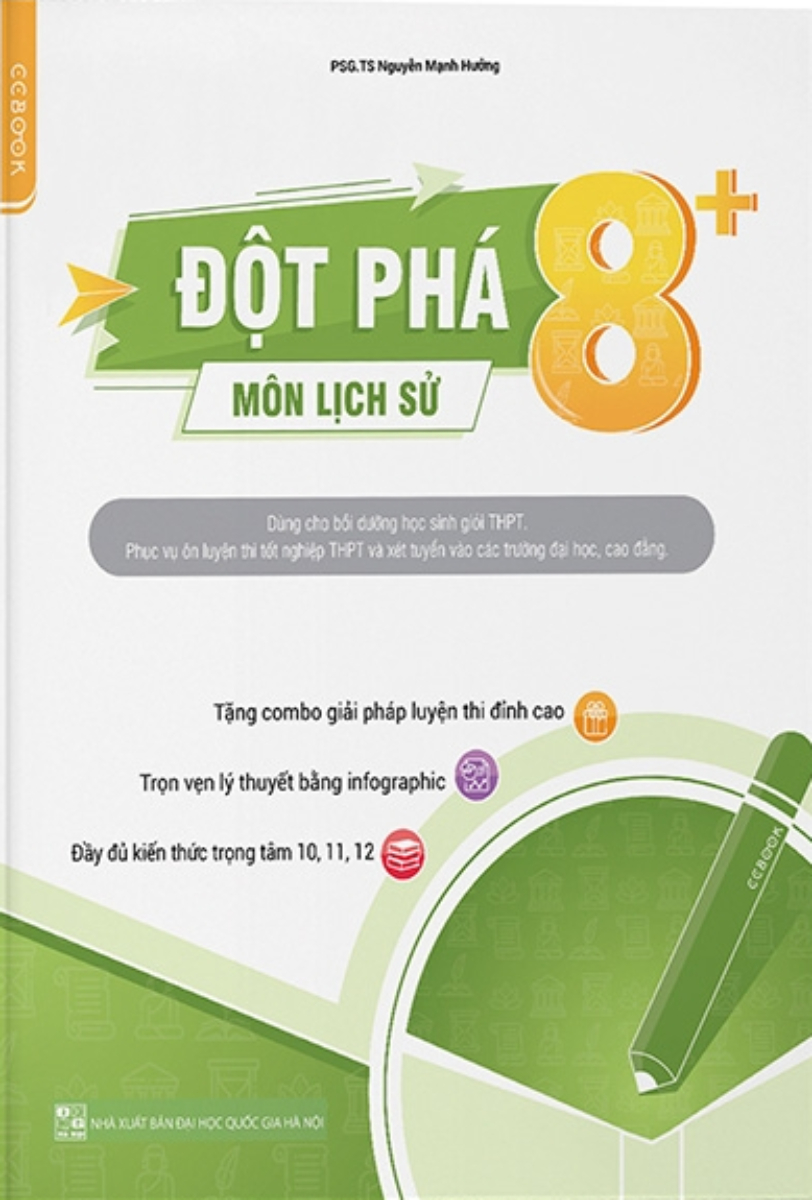 CCBOOK
PSG.TS Nguyễn Mạnh Hưởng
ĐỘT PHÁ 8+
MÔN LỊCH SỬ
Dùng cho bồi dưỡng học sinh giỏi THPT.
Phục vụ ôn luyện thi tốt nghiệp THPT và xét tuyển vào các trường đại học, cao đẳng.
Tặng combo giải pháp luyện thi đỉnh cao
Trọn vẹn lý thuyết bằng infographic
Đầy đủ kiến thức trọng tâm 10, 11, 12
CCBOOK
NHÀ XUẤT BẢN ĐẠI HỌC QUỐC GIA HÀ NỘI